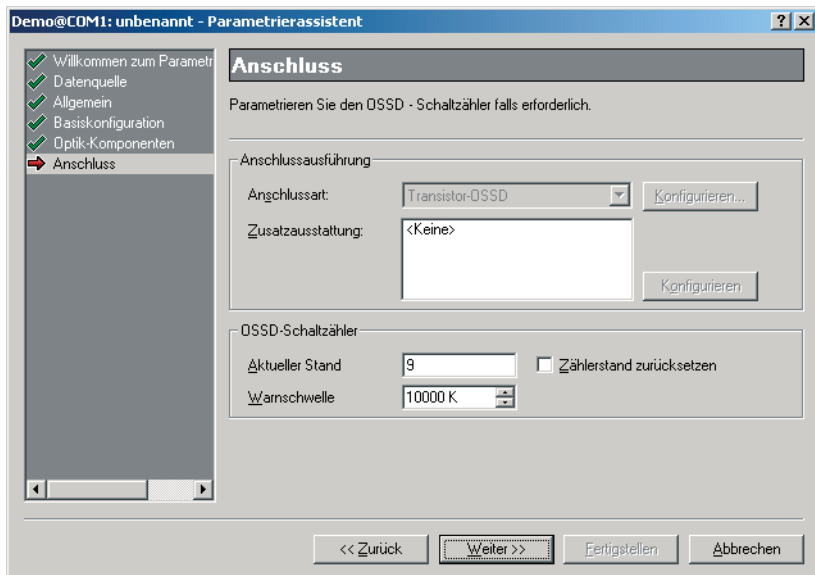 Demo@COM1: unbenannt - Parametrierassistent
Willkommen zum Parametr
Datenquelle
Allgemein
Basiskonfiguration
Optik-Komponenten
Anschluss
Anschluss
Parametrieren Sie den OSSD - Schaltzähler falls erforderlich.
Anschlussausführung
Anschlussart:
Transistor-OSSD
Konfigurieren...
Zusatzausstattung:
<Keine>
Konfigurieren
OSSD-Schaltzähler
Aktueller Stand
9
Zählerstand zurücksetzen
Warnschwelle
10000 K
<< Zurück
Weiter >>
Fertigstellen
Abbrechen